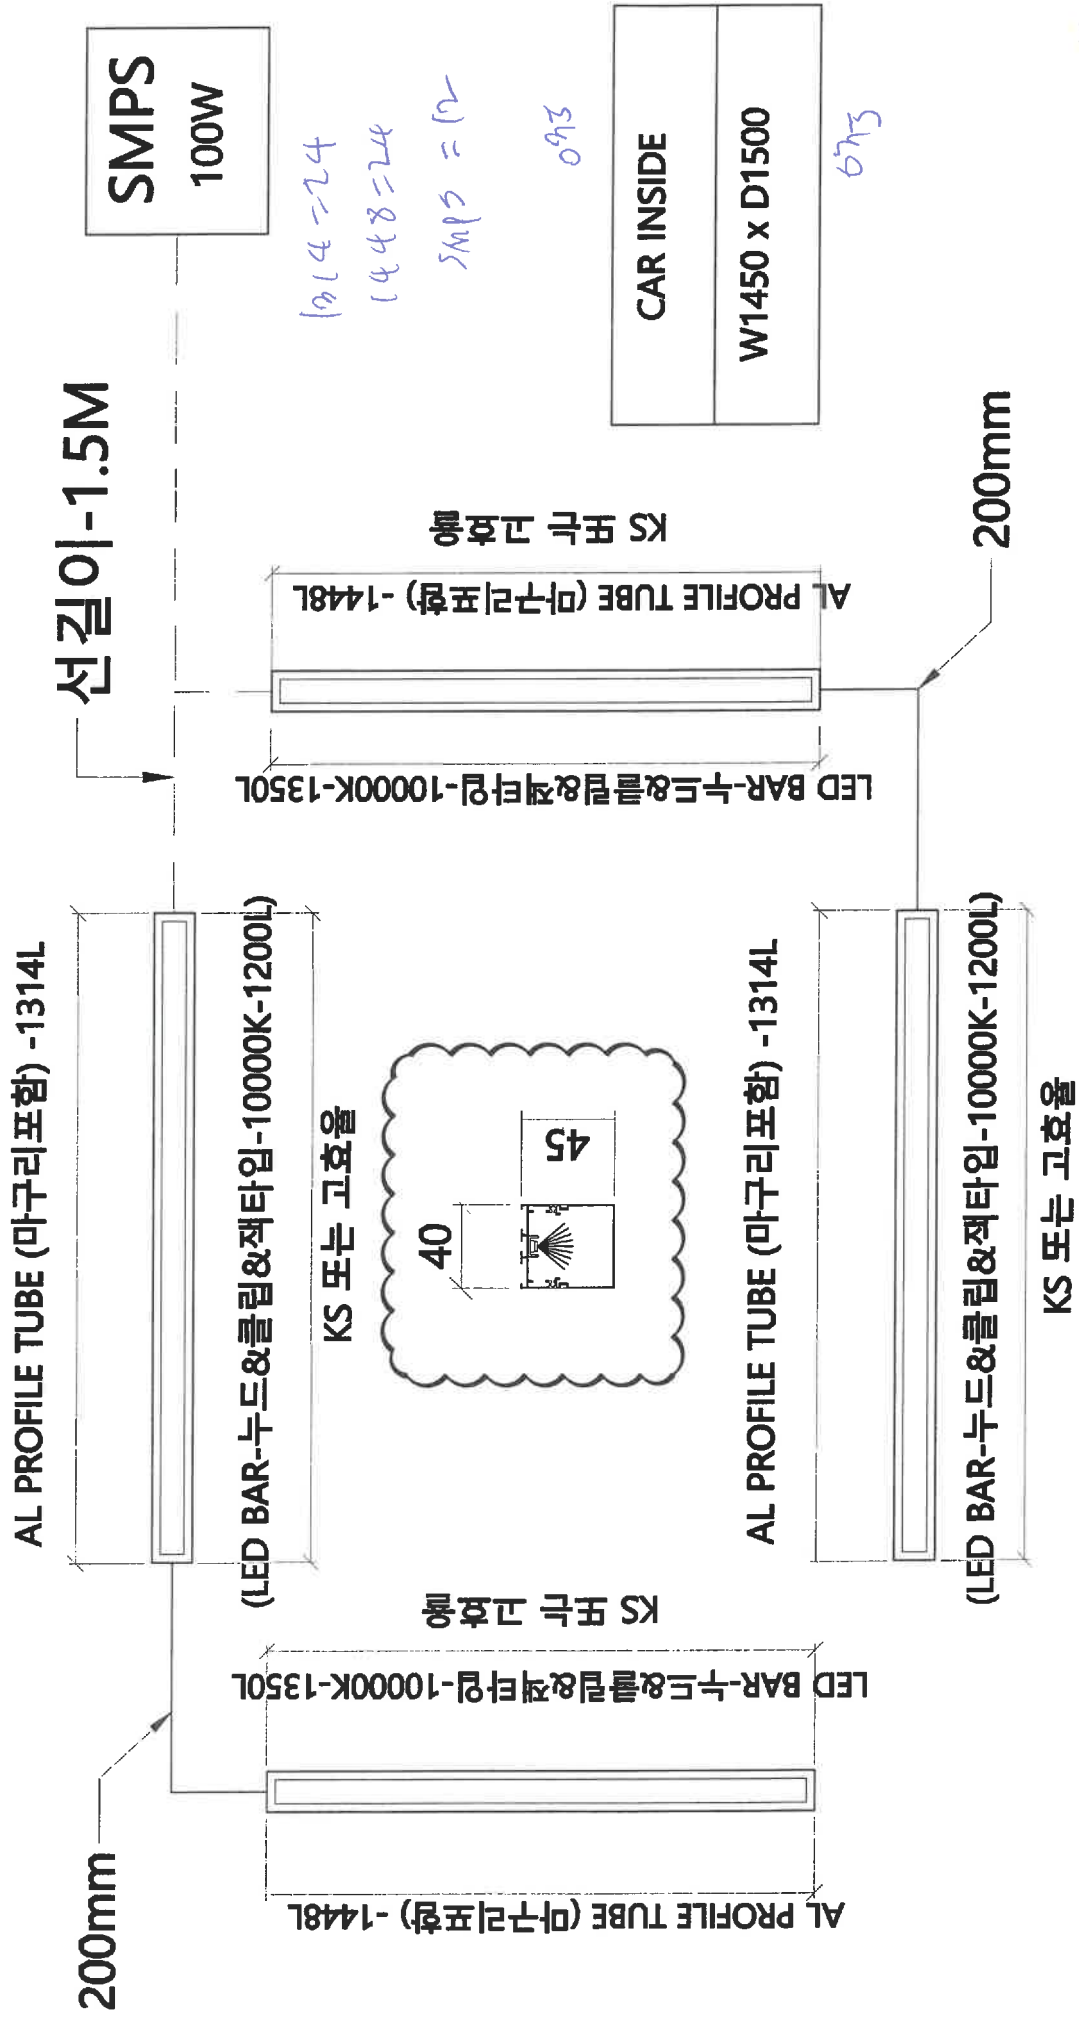 200mm
선길이-1.5M
SMPS
100W
1314=24
1448=24
SMPS = 12
AL PROFILE TUBE (마구리포함) -1314L
(LED BAR-누드&클립&잭타입-10000K-1200L)
KS 또는 고효율
AL PROFILE TUBE (마구리포함) -1448L
LED BAR-누드&클립&잭타입-10000K-1350L
KS 또는 고효율
40
45
LED BAR-누드&클립&잭타입-10000K-1350L
AL PROFILE TUBE (마구리포함) -1448L
KS 또는 고효율
CAR INSIDE
W1450 x D1500
AL PROFILE TUBE (마구리포함) -1314L
(LED BAR-누드&클립&잭타입-10000K-1200L)
KS 또는 고효율
200mm